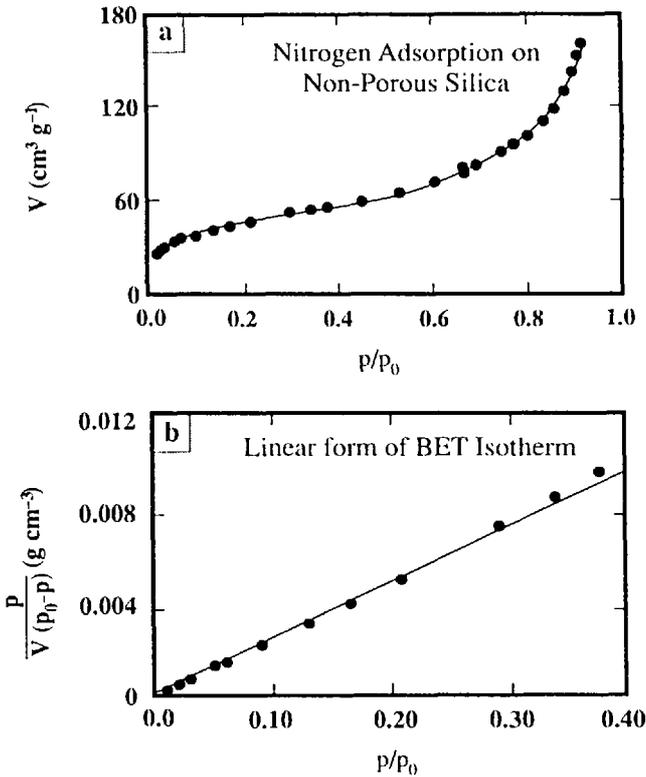 180
a
Nitrogen Adsorption on
Non-Porous Silica
120
V (cm³ g⁻¹)
60
0
0.0 0.2 0.4 0.6 0.8 1.0
p/p₀
0.012
b
Linear form of BET Isotherm
0.008
p
V (p₀-p) (g cm⁻³)
0.004
0
0.0 0.10 0.20 0.30 0.40
p/p₀